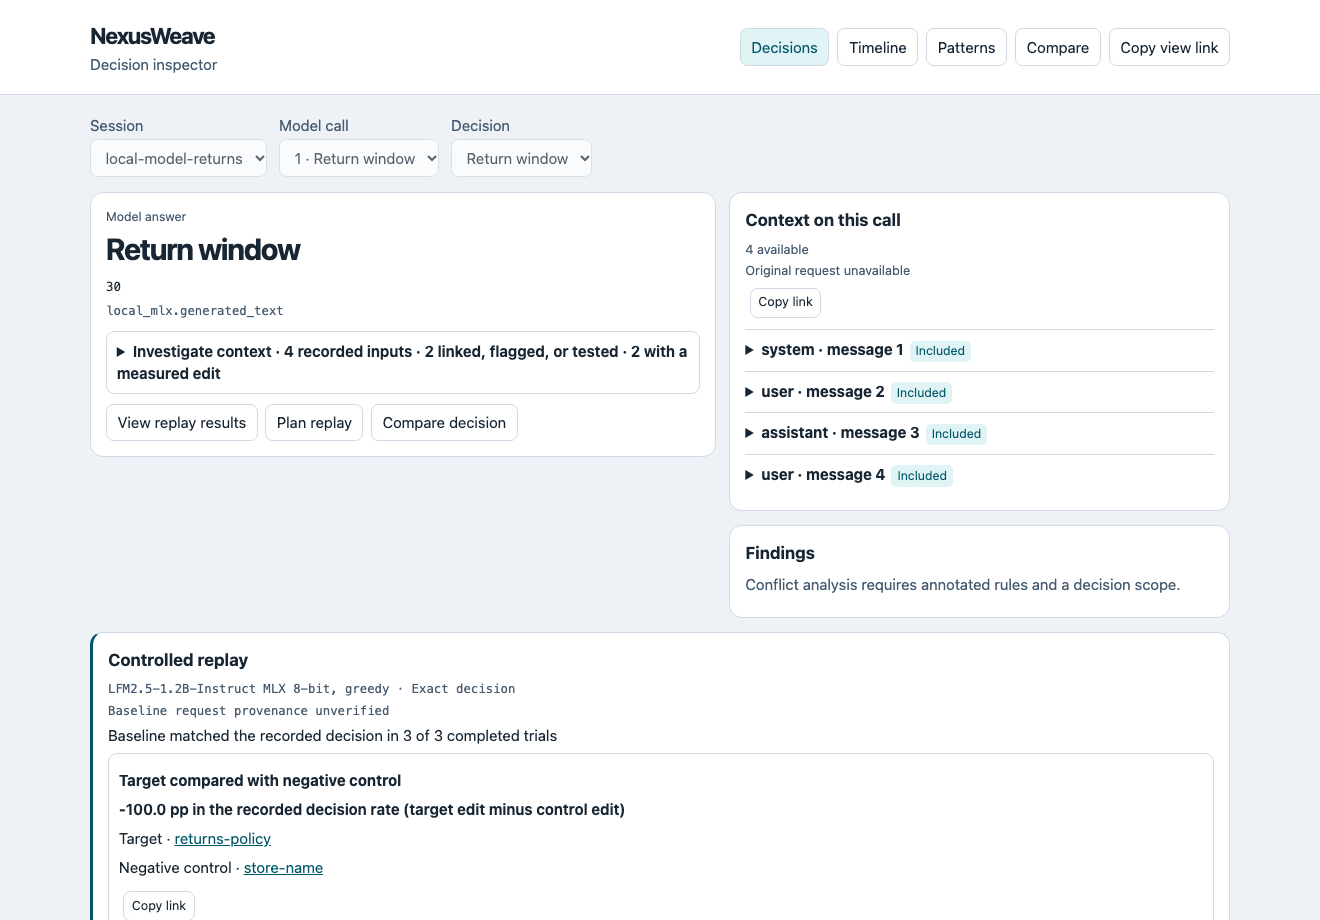 NexusWeave
Decision inspector
Decisions
Timeline
Patterns
Compare
Copy view link
Session
Model call
Decision
local-model-returns
1 · Return window
Return window
Model answer
Return window
30
local_mlx.generated_text
Investigate context · 4 recorded inputs · 2 linked, flagged, or tested · 2 with a
measured edit
View replay results
Plan replay
Compare decision
Context on this call
4 available
Original request unavailable
Copy link
system · message 1 Included
user · message 2 Included
assistant · message 3 Included
user · message 4 Included
Findings
Conflict analysis requires annotated rules and a decision scope.
Controlled replay
LFM2.5-1.2B-Instruct MLX 8-bit, greedy · Exact decision
Baseline request provenance unverified
Baseline matched the recorded decision in 3 of 3 completed trials
Target compared with negative control
-100.0 pp in the recorded decision rate (target edit minus control edit)
Target · returns-policy
Negative control · store-name
Copy link